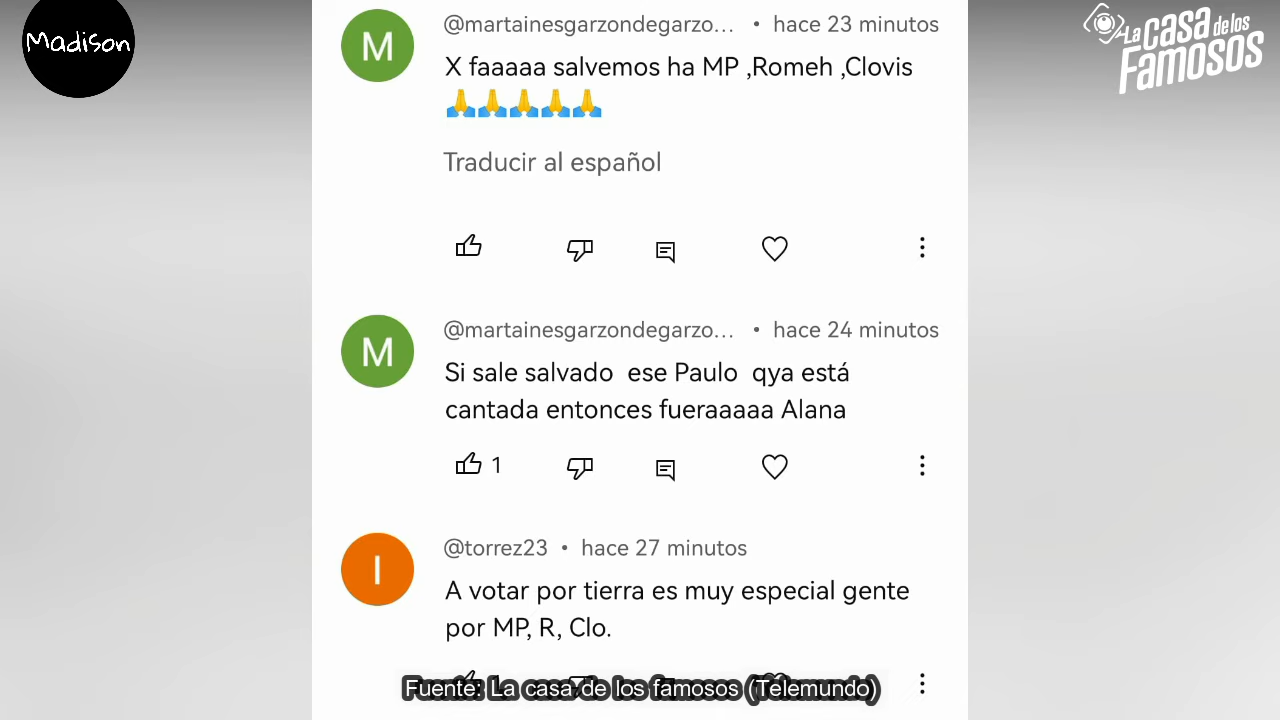 Madison
La casa de los Famosos
M
@martainesgarzondegarzo... • hace 23 minutos
X faaaaa salvemos ha MP ,Romeh ,Clovis
🙏🙏🙏🙏🙏
Traducir al español
M
@martainesgarzondegarzo... • hace 24 minutos
Si sale salvado ese Paulo qya está
cantada entonces fueraaaaa Alana
1
I
@torrez23 • hace 27 minutos
A votar por tierra es muy especial gente
por MP, R, Clo.
1
Fuente: La casa de los famosos (Telemundo)